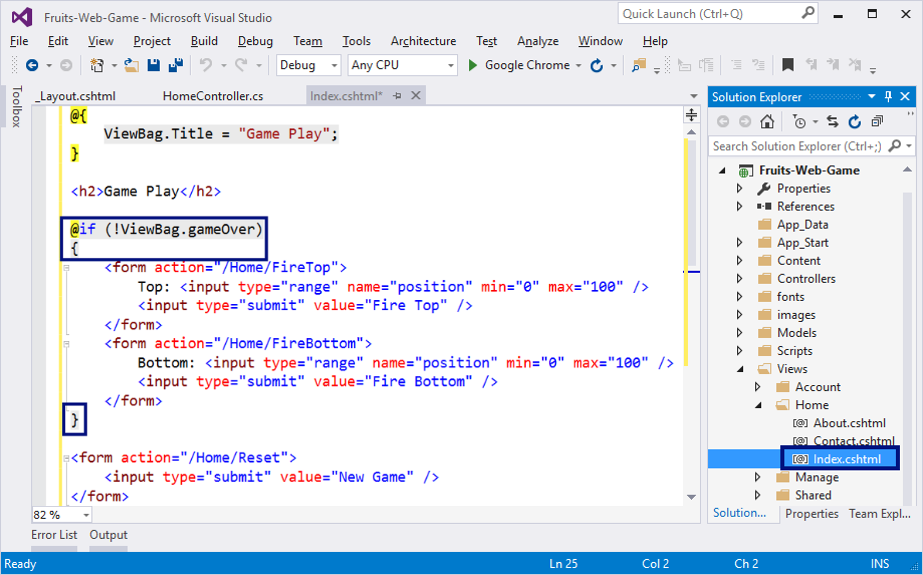 Fruits-Web-Game - Microsoft Visual Studio
Quick Launch (Ctrl+Q)
File Edit View Project Build Debug Team Tools Architecture Test Analyze Window Help
Debug Any CPU Google Chrome
Toolbox
_Layout.cshtml HomeController.cs Index.cshtml*
@{
ViewBag.Title = "Game Play";
}
<h2>Game Play</h2>
@if (!ViewBag.gameOver)
{
<form action="/Home/FireTop">
Top: <input type="range" name="position" min="0" max="100" />
<input type="submit" value="Fire Top" />
</form>
<form action="/Home/FireBottom">
Bottom: <input type="range" name="position" min="0" max="100" />
<input type="submit" value="Fire Bottom" />
</form>
}
<form action="/Home/Reset">
<input type="submit" value="New Game" />
</form>
82 %
Solution Explorer
Search Solution Explorer (Ctrl+;)
Fruits-Web-Game
Properties
References
App_Data
App_Start
Content
Controllers
fonts
images
Models
Scripts
Views
Account
Home
About.cshtml
Contact.cshtml
Index.cshtml
Manage
Shared
Solution... Properties Team Expl...
Error List Output
Ready Ln 25 Col 2 Ch 2 INS